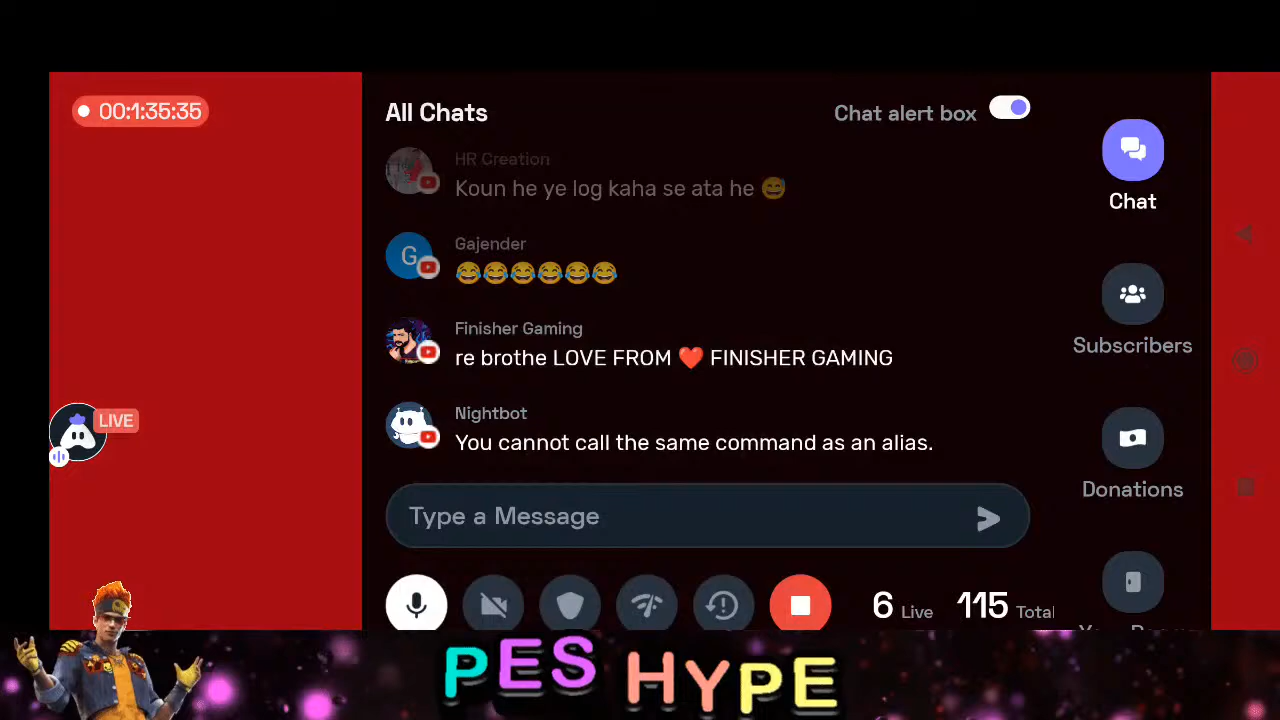 00:1:35:35
All Chats
Chat alert box
HR Creation
Koun he ye log kaha se ata he 😅
Chat
G
Gajender
😂😂😂😂😂😂
Finisher Gaming
re brothe LOVE FROM ❤️ FINISHER GAMING
Subscribers
LIVE
Nightbot
You cannot call the same command as an alias.
Donations
Type a Message
6 Live 115 Total
PES HYPE